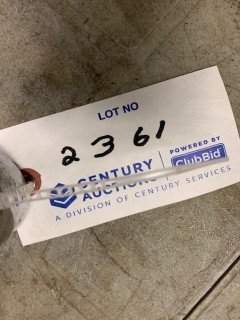 LOT NO
2361
CENTURY AUCTIONS
POWERED BY
ClubBid
A DIVISION OF CENTURY SERVICES